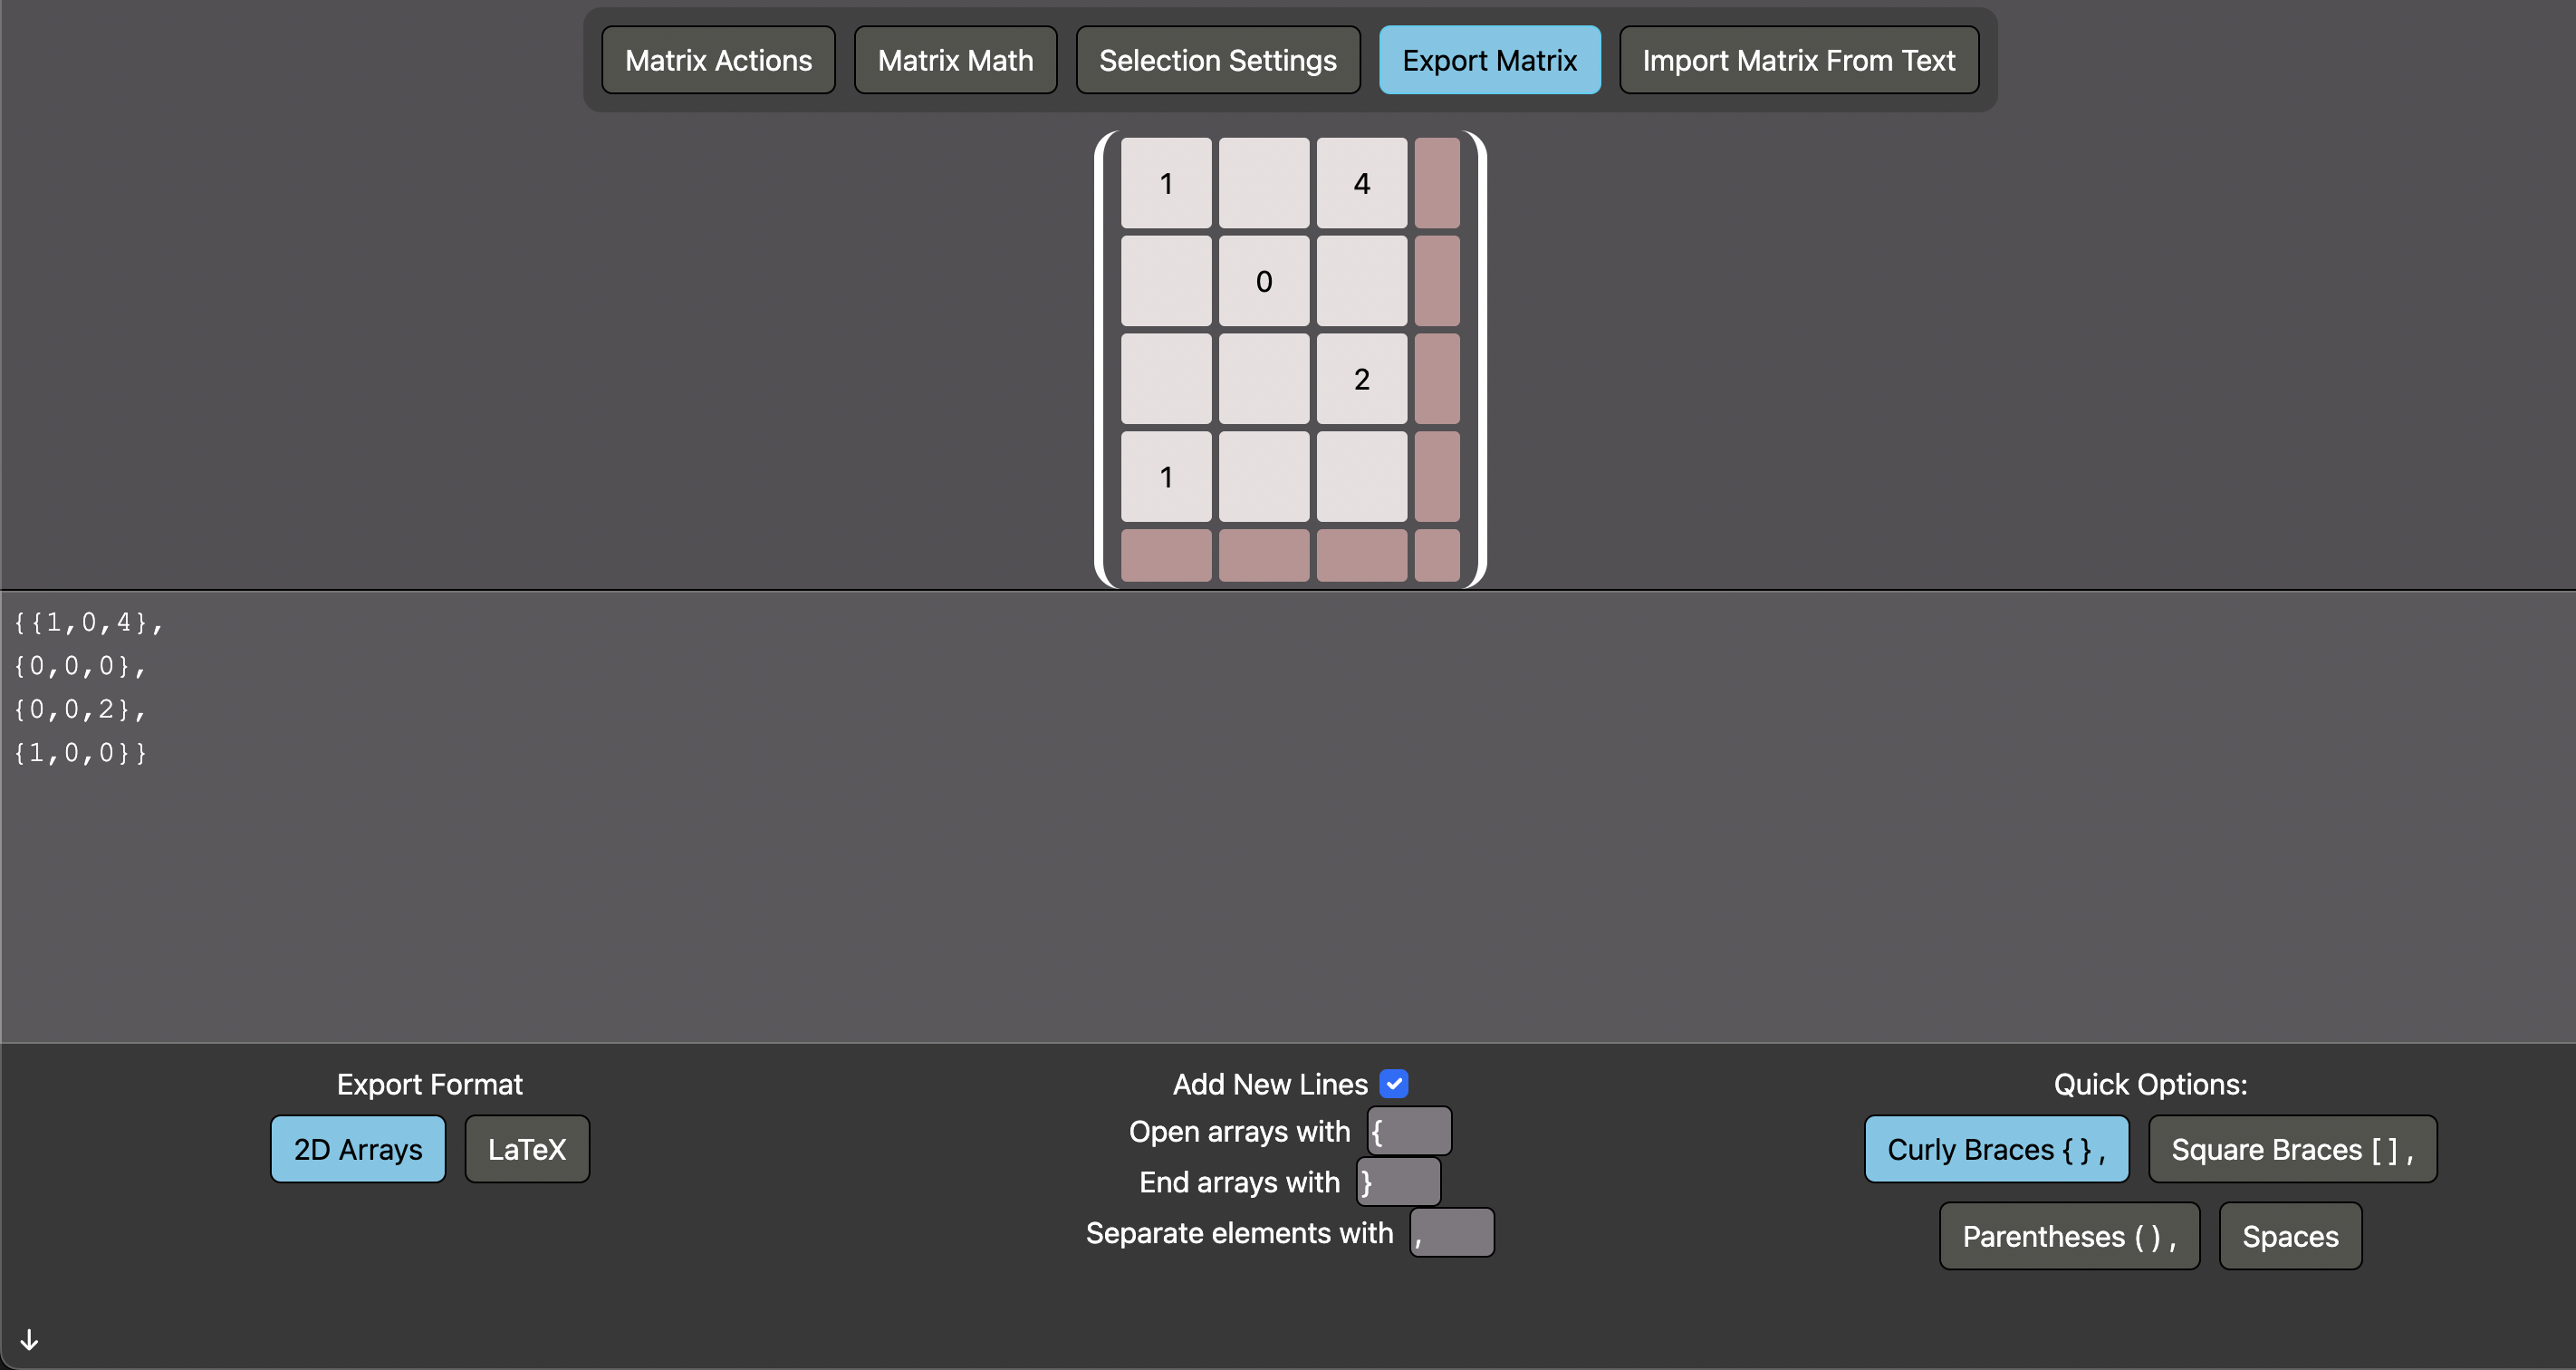 Matrix Actions Matrix Math Selection Settings Export Matrix Import Matrix From Text
1 4
0
2
1
{{1,0,4},
{0,0,0},
{0,0,2},
{1,0,0}}
Export Format
2D Arrays LaTeX
Add New Lines
Open arrays with {
End arrays with }
Separate elements with ,
Quick Options:
Curly Braces { } , Square Braces [ ] ,
Parentheses ( ) , Spaces